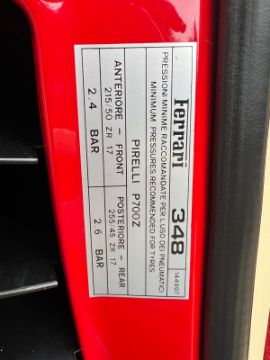 Ferrari 348
144997
PRESSIONI MINIME RACCOMANDATE PER L'USO DEI PNEUMATICI
MINIMUM PRESSURES RECOMMENDED FOR TYRES
PIRELLI P700Z
ANTERIORE – FRONT
215/50 ZR 17
2.4 BAR
POSTERIORE – REAR
255/45 ZR 17
2.6 BAR